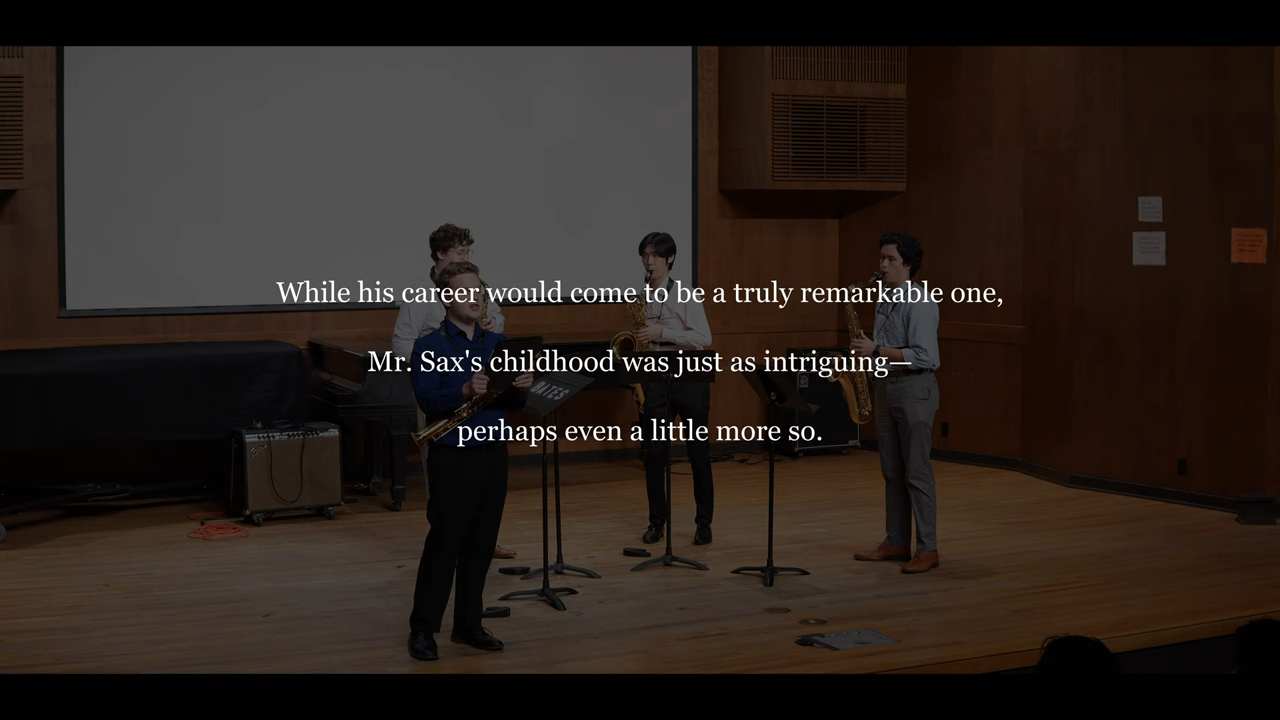 While his career would come to be a truly remarkable one,
Mr. Sax's childhood was just as intriguing—
perhaps even a little more so.
BATES